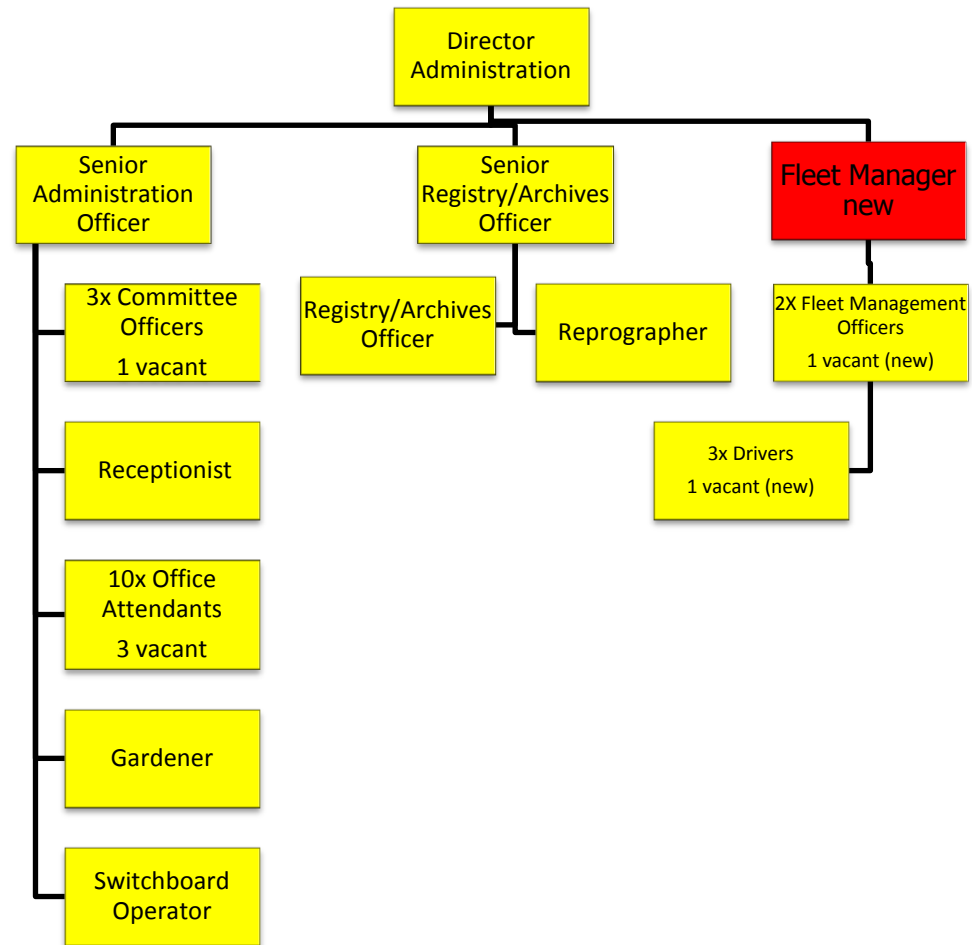 Director
Administration
Senior
Administration
Officer
Senior
Registry/Archives
Officer
Fleet Manager
new
3x Committee
Officers
1 vacant
Registry/Archives
Officer
Reprographer
2X Fleet Management
Officers
1 vacant (new)
Receptionist
3x Drivers
1 vacant (new)
10x Office
Attendants
3 vacant
Gardener
Switchboard
Operator